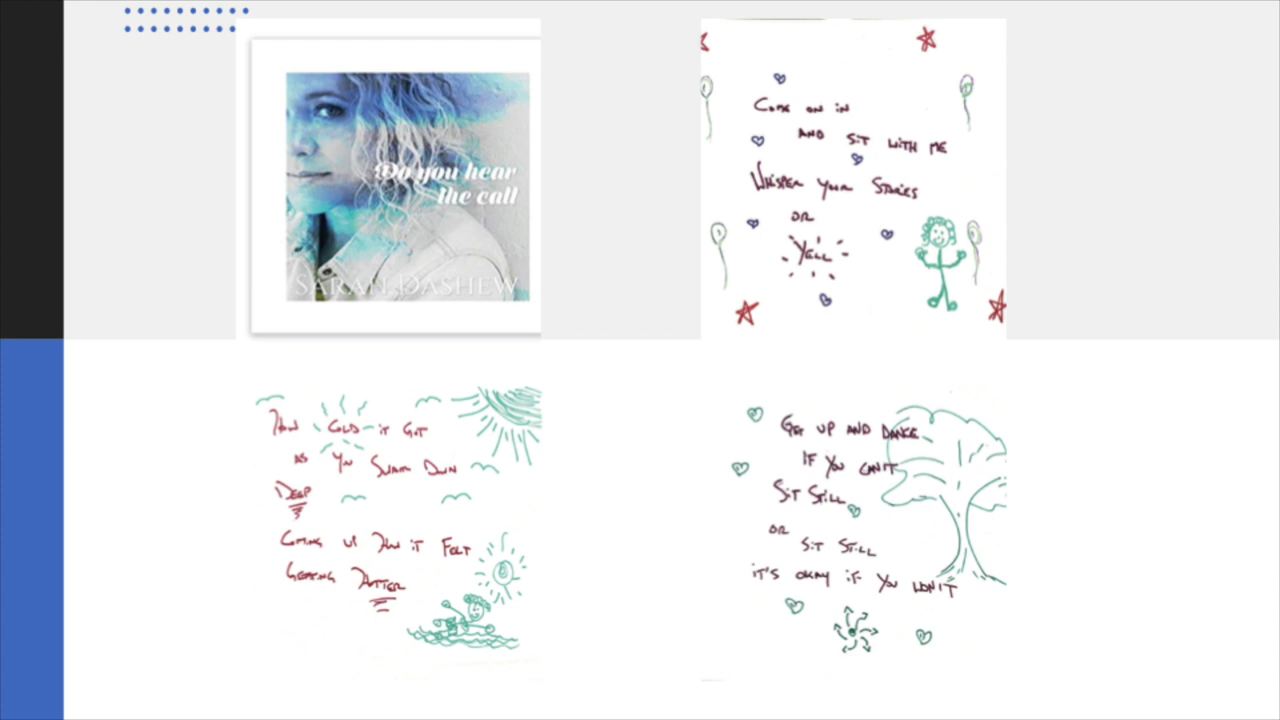 Do you hear
the call
SARAH DASHEW
Come on in
AND SIT WITH ME
WHISPER YOUR STORIES
OR
YELL
HOW COLD IT GOT
AS YOU SWAM DOWN
DEEP
COMING UP HOW IT FELT
GETTING HOTTER
GET UP AND DANCE
IF YOU CAN'T
SIT STILL
OR
SIT STILL
IT'S OKAY IF YOU WON'T